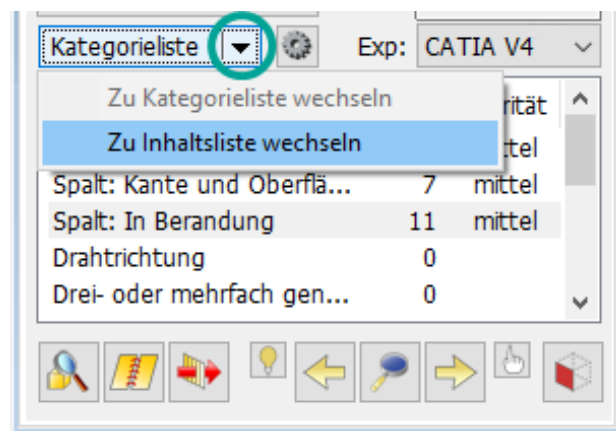 Kategorieliste Exp: CATIA V4
Zu Kategorieliste wechseln
rität
Zu Inhaltsliste wechseln
ttel
Spalt: Kante und Oberflä... 7 mittel
Spalt: In Berandung 11 mittel
Drahtrichtung 0
Drei- oder mehrfach gen... 0